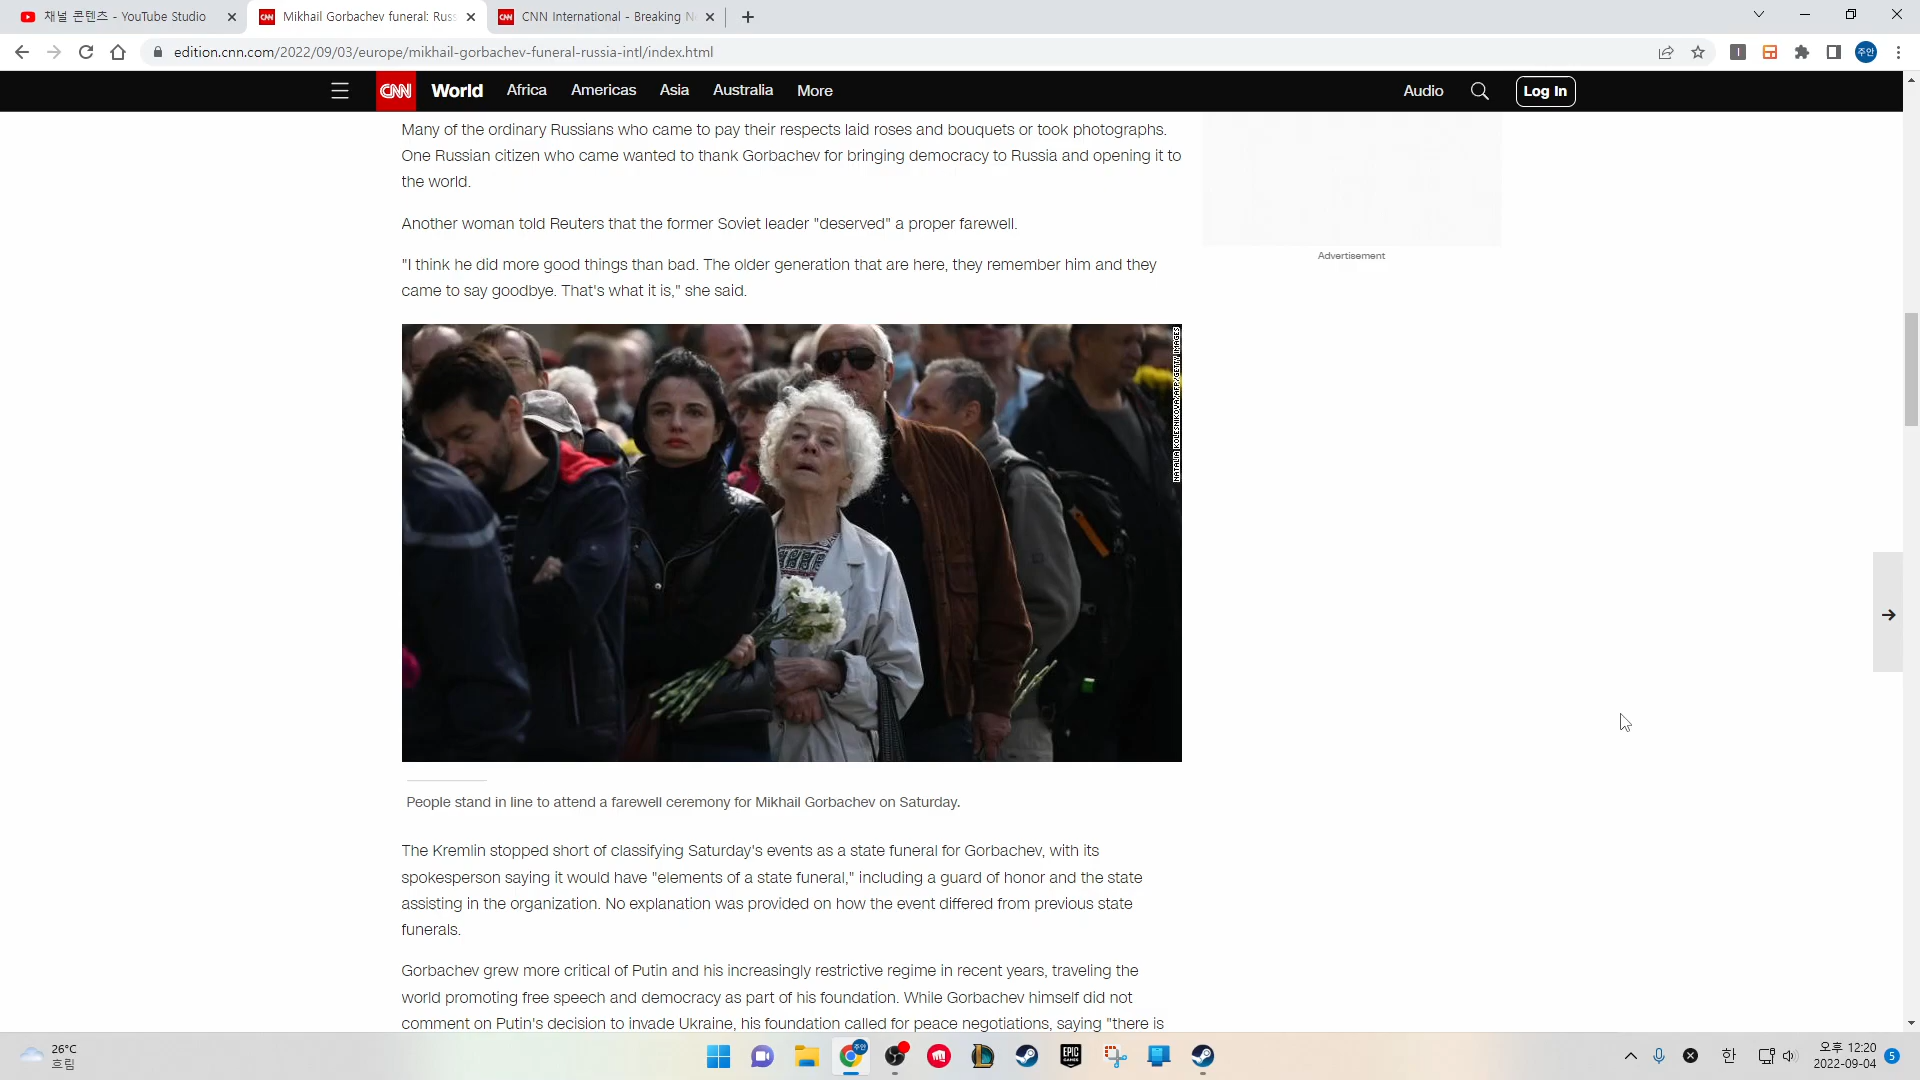 채널 콘텐츠 - YouTube Studio
Mikhail Gorbachev funeral: Russ
CNN International - Breaking N
edition.cnn.com/2022/09/03/europe/mikhail-gorbachev-funeral-russia-intl/index.html
주안
CNN World Africa Americas Asia Australia More Audio Log In
Many of the ordinary Russians who came to pay their respects laid roses and bouquets or took photographs.
One Russian citizen who came wanted to thank Gorbachev for bringing democracy to Russia and opening it to
the world.
Another woman told Reuters that the former Soviet leader "deserved" a proper farewell.
Advertisement
"I think he did more good things than bad. The older generation that are here, they remember him and they
came to say goodbye. That's what it is," she said.
NATALIA KOLESNIKOVA/AFP/GETTY IMAGES
People stand in line to attend a farewell ceremony for Mikhail Gorbachev on Saturday.
The Kremlin stopped short of classifying Saturday's events as a state funeral for Gorbachev, with its
spokesperson saying it would have "elements of a state funeral," including a guard of honor and the state
assisting in the organization. No explanation was provided on how the event differed from previous state
funerals.
Gorbachev grew more critical of Putin and his increasingly restrictive regime in recent years, traveling the
world promoting free speech and democracy as part of his foundation. While Gorbachev himself did not
comment on Putin's decision to invade Ukraine, his foundation called for peace negotiations, saying "there is
26°C
흐림
주안
EPIC GAMES
한
오후 12:20
2022-09-04
5